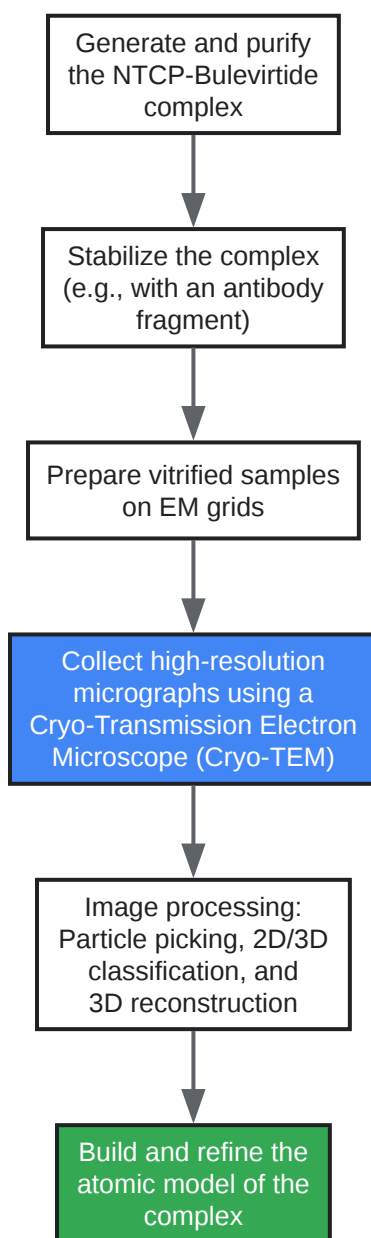 Generate and purify
the NTCP-Bulevirtide
complex
Stabilize the complex
(e.g., with an antibody
fragment)
Prepare vitrified samples
on EM grids
Collect high-resolution
micrographs using a
Cryo-Transmission Electron
Microscope (Cryo-TEM)
Image processing:
Particle picking, 2D/3D
classification, and
3D reconstruction
Build and refine the
atomic model of the
complex